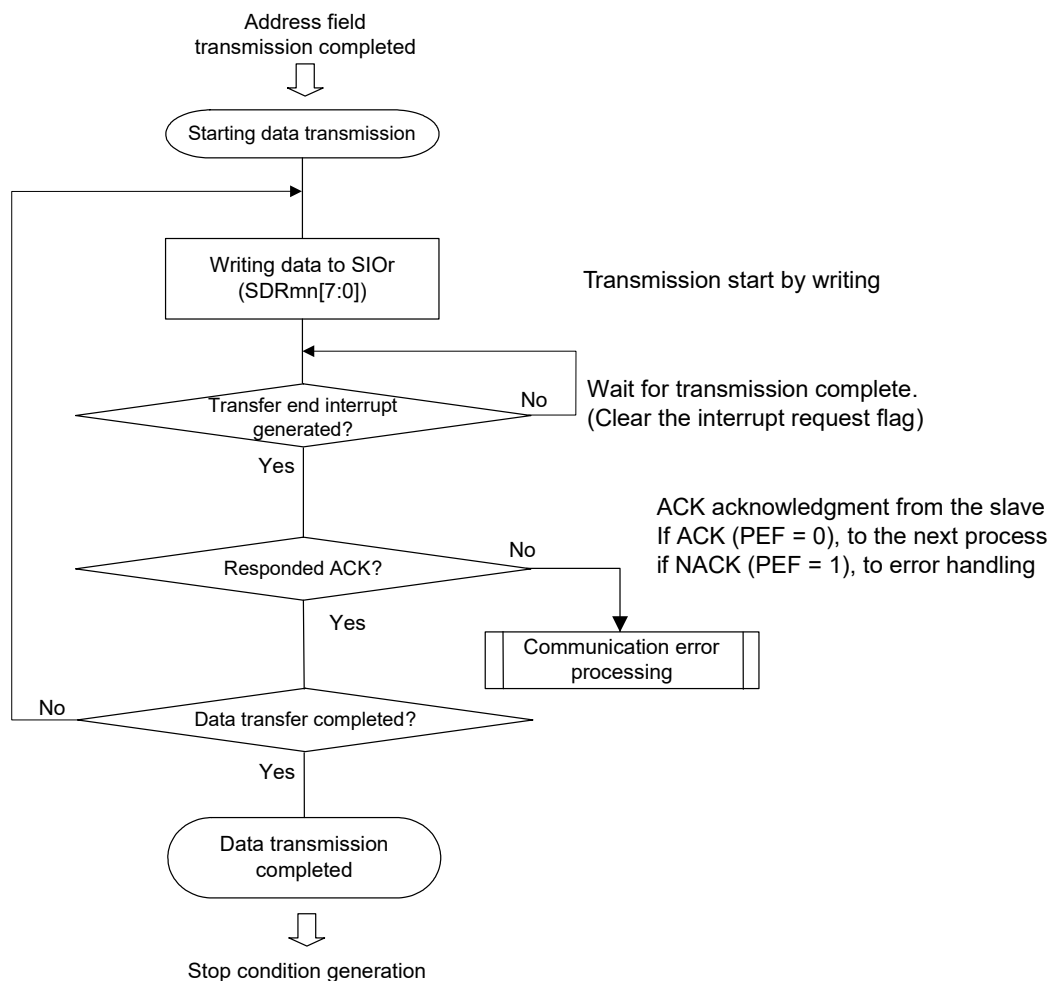 Address field
transmission completed
Starting data transmission
Writing data to SIOr
(SDRmn[7:0])
Transmission start by writing
Transfer end interrupt
generated?
No
Wait for transmission complete.
(Clear the interrupt request flag)
Yes
ACK acknowledgment from the slave
If ACK (PEF = 0), to the next process
if NACK (PEF = 1), to error handling
Responded ACK?
No
Yes
Communication error
processing
Data transfer completed?
No
Yes
Data transmission
completed
Stop condition generation